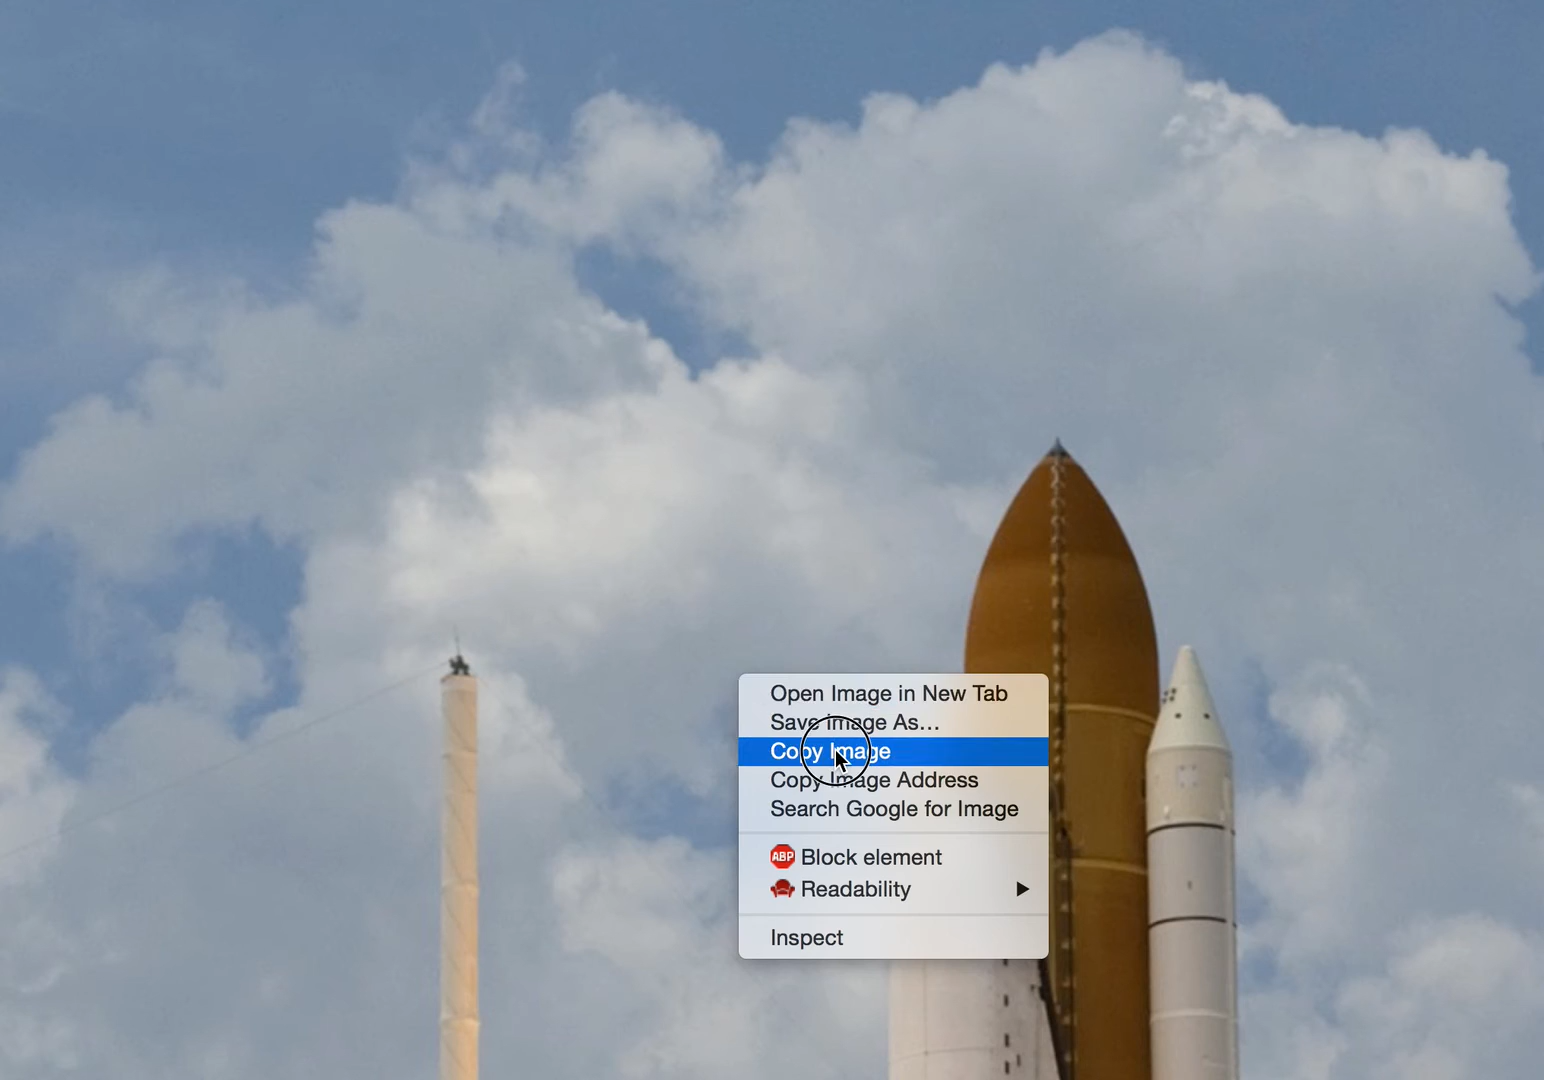 Open Image in New Tab
Save Image As...
Copy Image
Copy Image Address
Search Google for Image
ABP Block element
Readability
Inspect